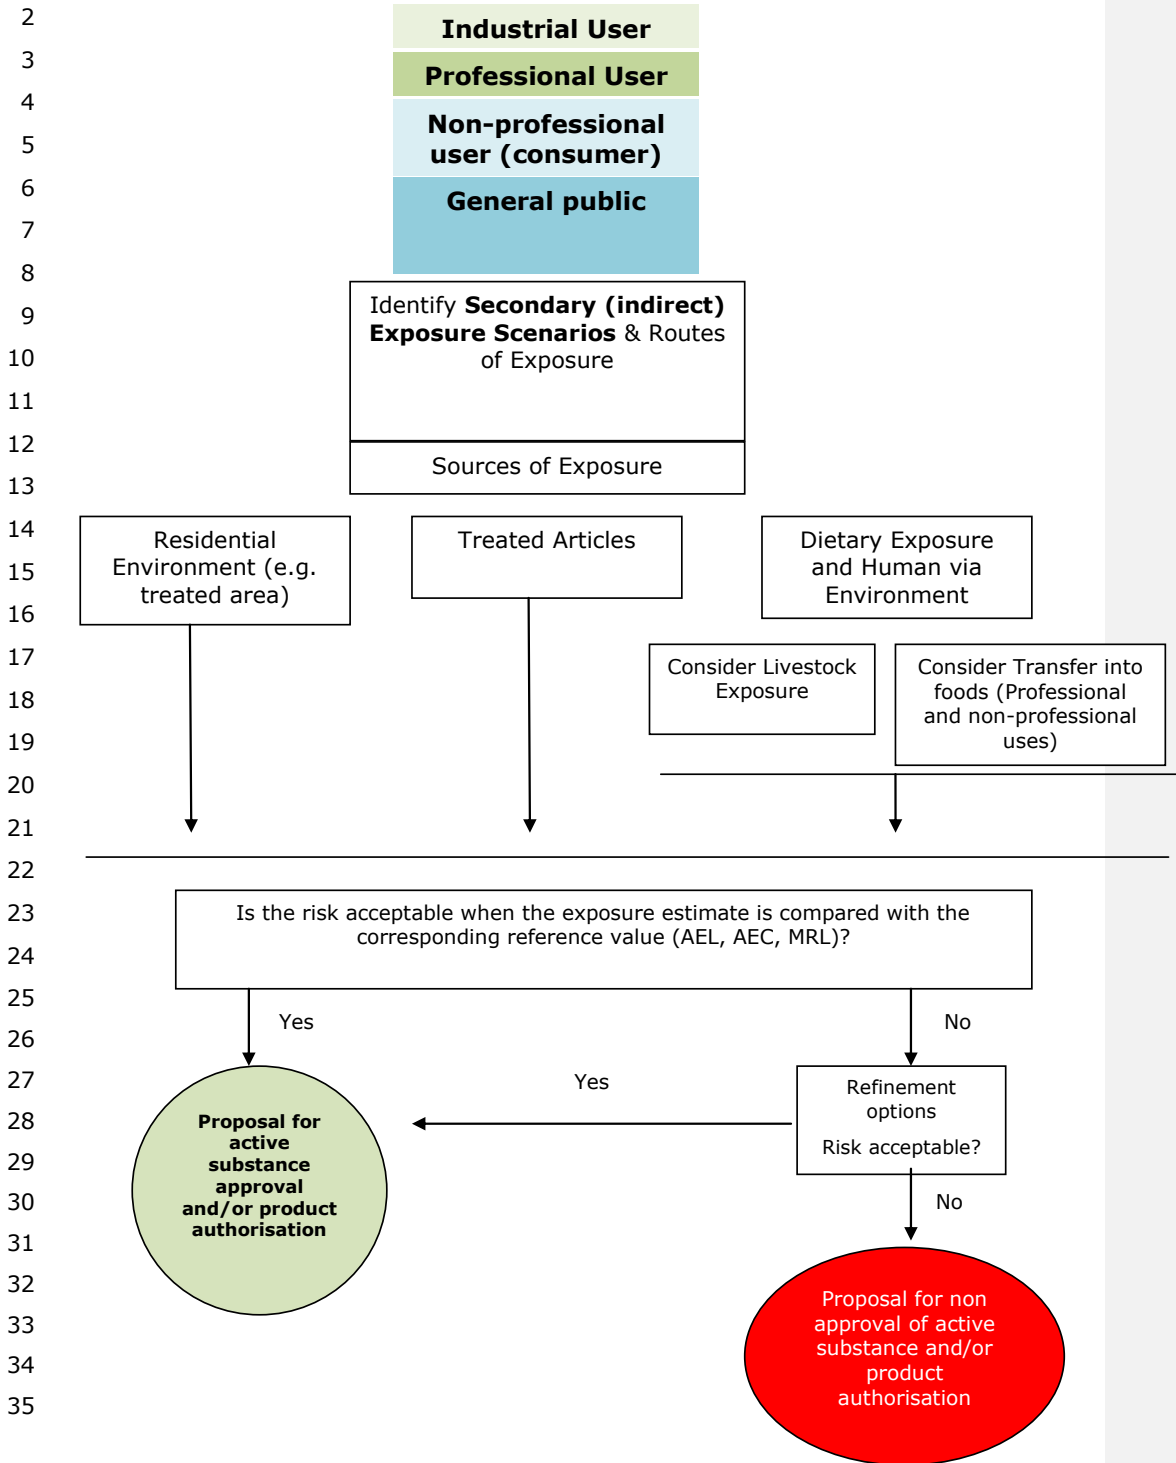 2
3
4
5
6
7
8
9
10
11
12
13
14
15
16
17
18
19
20
21
22
23
24
25
26
27
28
29
30
31
32
33
34
35
Industrial User
Professional User
Non-professional
user (consumer)
General public
Identify Secondary (indirect)
Exposure Scenarios & Routes
of Exposure
Sources of Exposure
Residential
Environment (e.g.
treated area)
Treated Articles
Dietary Exposure
and Human via
Environment
Consider Livestock
Exposure
Consider Transfer into
foods (Professional
and non-professional
uses)
Is the risk acceptable when the exposure estimate is compared with the
corresponding reference value (AEL, AEC, MRL)?
Yes
No
Yes
Refinement
options
Risk acceptable?
Proposal for
active
substance
approval
and/or product
authorisation
No
Proposal for non
approval of active
substance and/or
product
authorisation